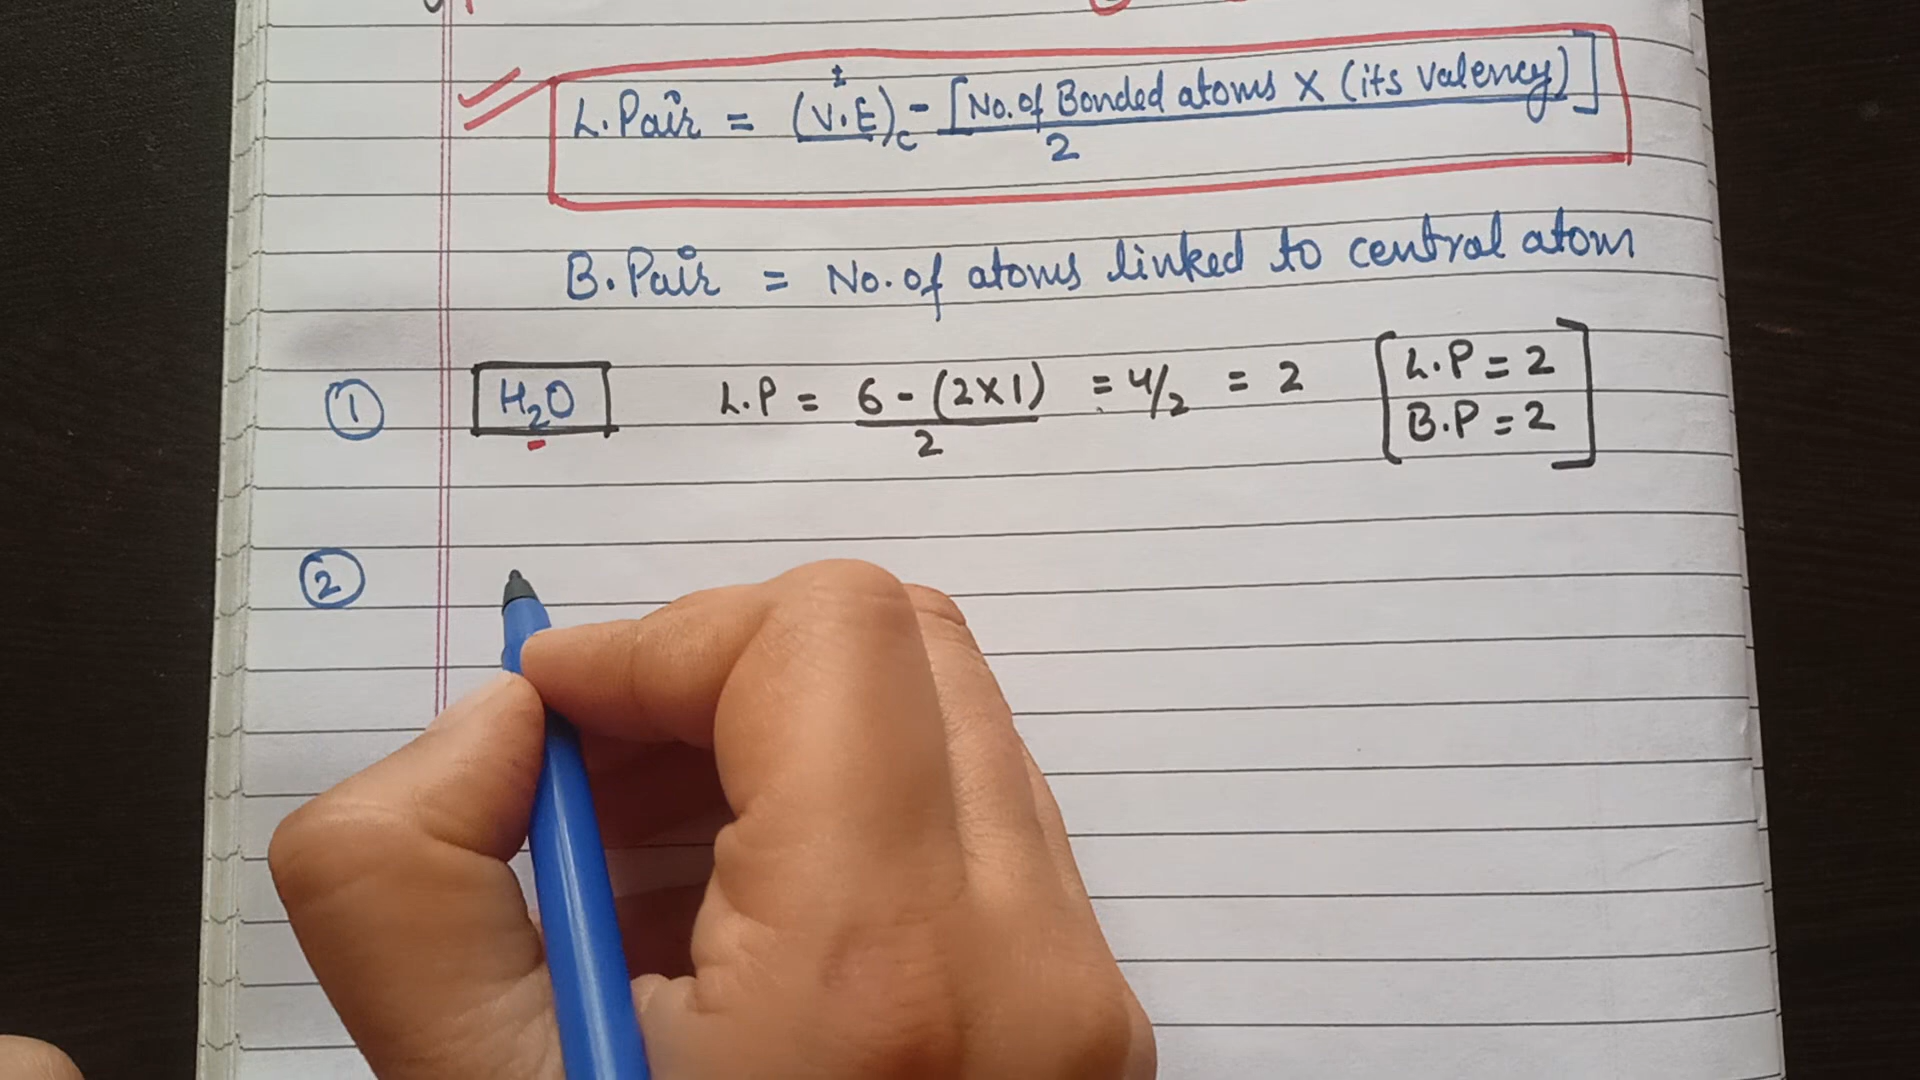 L.Pair = (V.E)c± - [No. of Bonded atoms X (its valency)]
2
B.Pair = No. of atoms linked to central atom
① H₂O L.P = 6 - (2X1) = 4/2 = 2 [L.P = 2
2 B.P = 2]
②